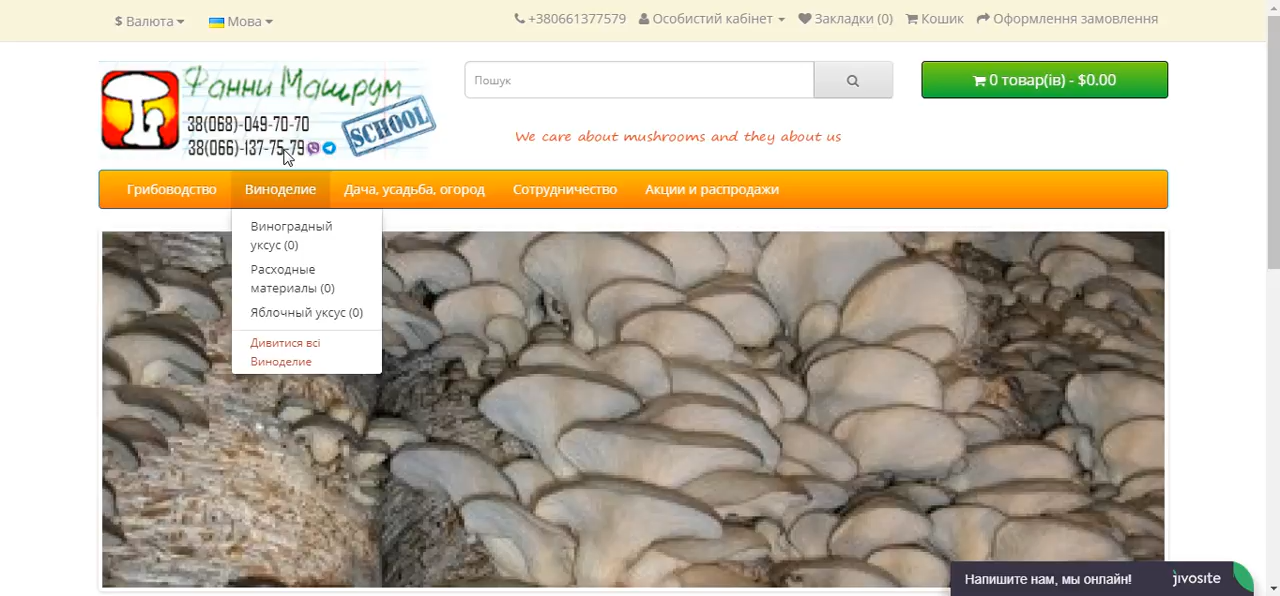 $ Валюта
Мова
+380661377579
Особистий кабінет
Закладки (0)
Кошик
Оформлення замовлення
Фанни Машрум
38(068)-049-70-70
38(066)-137-75-79
SCHOOL
Пошук
0 товар(ів) - $0.00
We care about mushrooms and they about us
Грибоводство
Виноделие
Дача, усадьба, огород
Сотрудничество
Акции и распродажи
Виноградный
уксус (0)
Расходные
материалы (0)
Яблочный уксус (0)
Дивитися всі
Виноделие
Напишите нам, мы онлайн!
jivosite